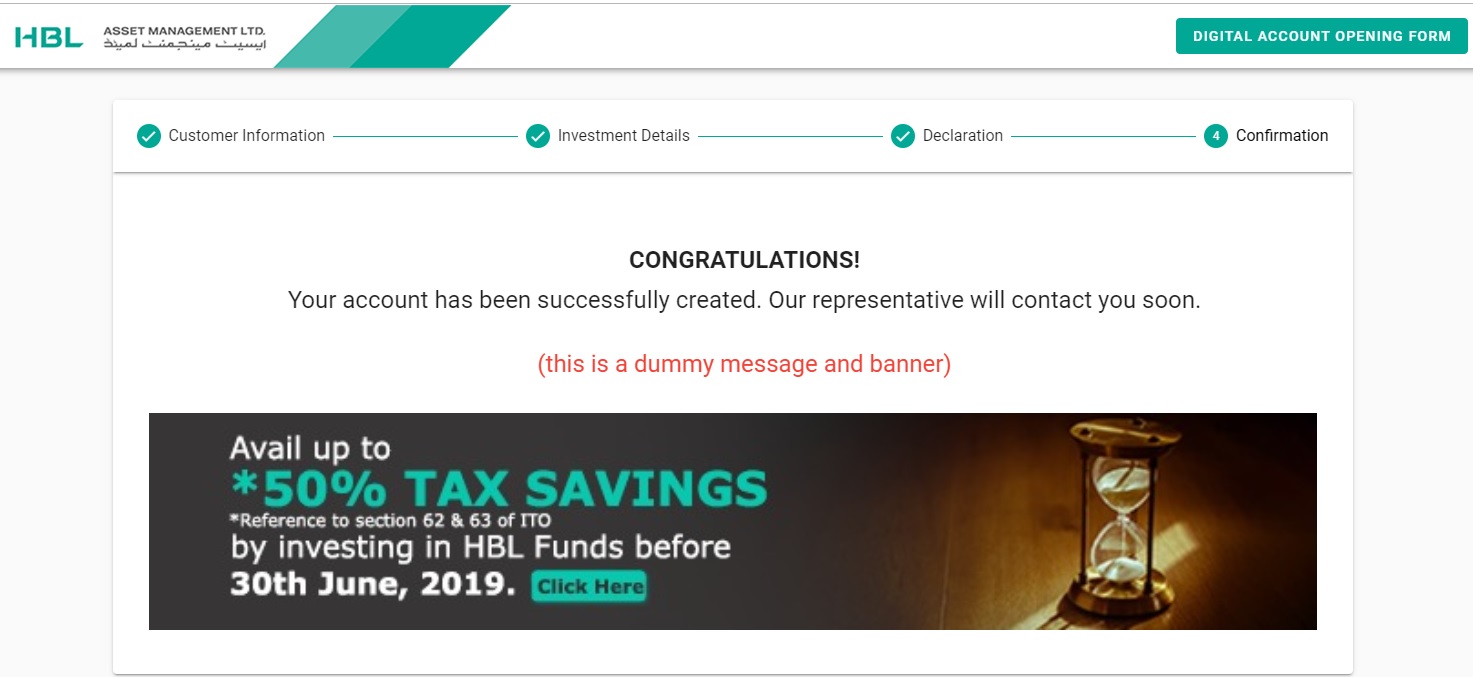 HBL
ASSET MANAGEMENT LTD.
ایسیٹ مینجمنٹ لمیٹڈ
DIGITAL ACCOUNT OPENING FORM
Customer Information
Investment Details
Declaration
4 Confirmation
CONGRATULATIONS!
Your account has been successfully created. Our representative will contact you soon.
(this is a dummy message and banner)
Avail up to
*50% TAX SAVINGS
*Reference to section 62 & 63 of ITO
by investing in HBL Funds before
30th June, 2019. Click Here